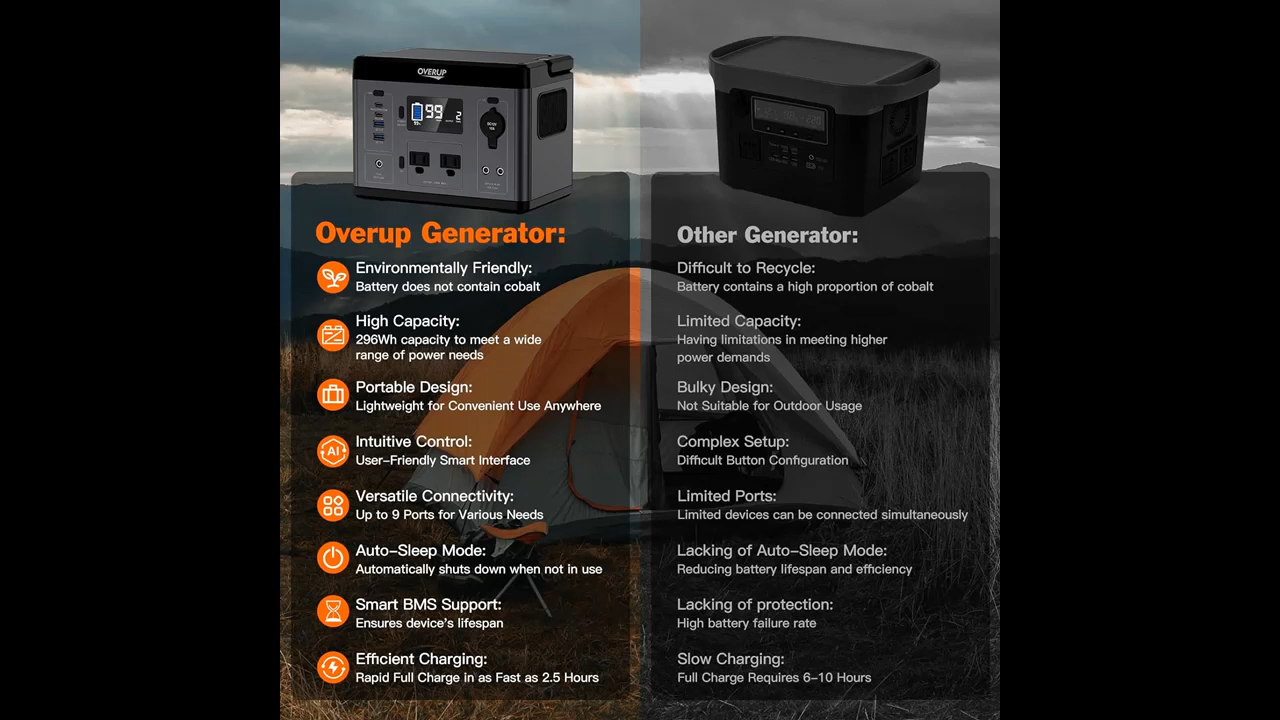 OVERUP
99
2
99%
Overup Generator:
Environmentally Friendly:
Battery does not contain cobalt
High Capacity:
296Wh capacity to meet a wide
range of power needs
Portable Design:
Lightweight for Convenient Use Anywhere
Intuitive Control:
AI
User-Friendly Smart Interface
Versatile Connectivity:
Up to 9 Ports for Various Needs
Auto-Sleep Mode:
Automatically shuts down when not in use
Smart BMS Support:
Ensures device's lifespan
Efficient Charging:
Rapid Full Charge in as Fast as 2.5 Hours
Other Generator:
Difficult to Recycle:
Battery contains a high proportion of cobalt
Limited Capacity:
Having limitations in meeting higher
power demands
Bulky Design:
Not Suitable for Outdoor Usage
Complex Setup:
Difficult Button Configuration
Limited Ports:
Limited devices can be connected simultaneously
Lacking of Auto-Sleep Mode:
Reducing battery lifespan and efficiency
Lacking of protection:
High battery failure rate
Slow Charging:
Full Charge Requires 6-10 Hours